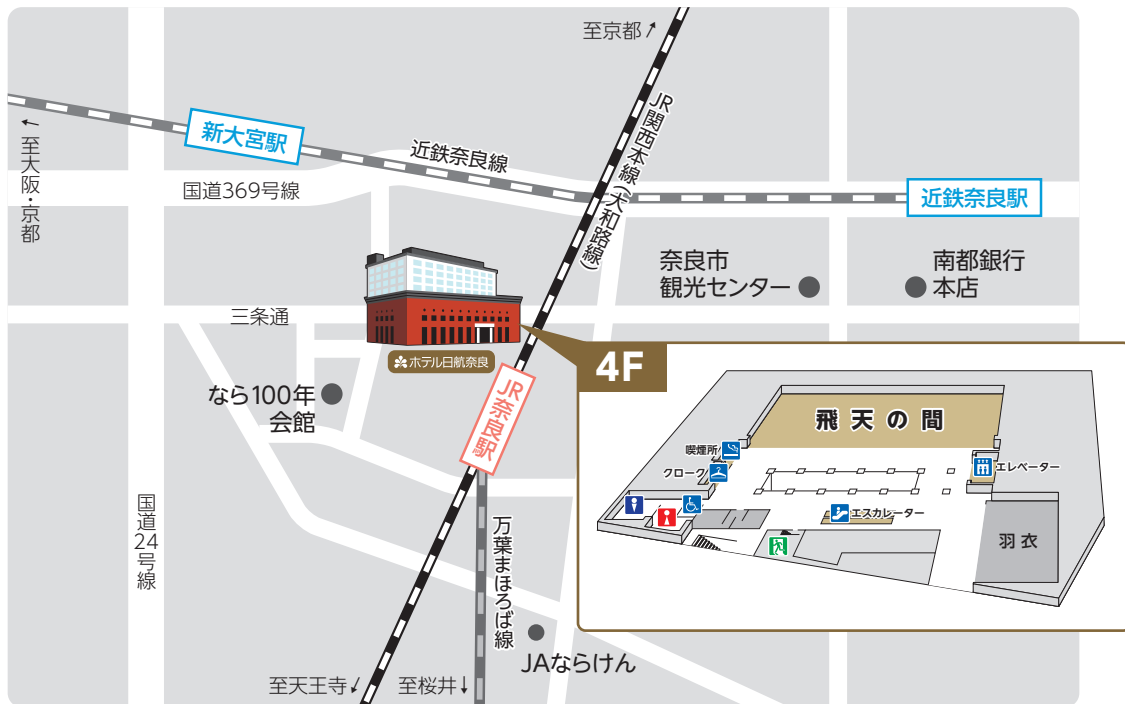 至京都
JR関西本線(大和路線)
新大宮駅
近鉄奈良線
至大阪・京都
国道369号線
近鉄奈良駅
奈良市
観光センター
南都銀行
本店
三条通
ホテル日航奈良
4F
飛天の間
喫煙所
クローク
エレベーター
エスカレーター
羽衣
なら100年
会館
JR奈良駅
国道24号線
万葉まほろば線
JAならけん
至天王寺
至桜井